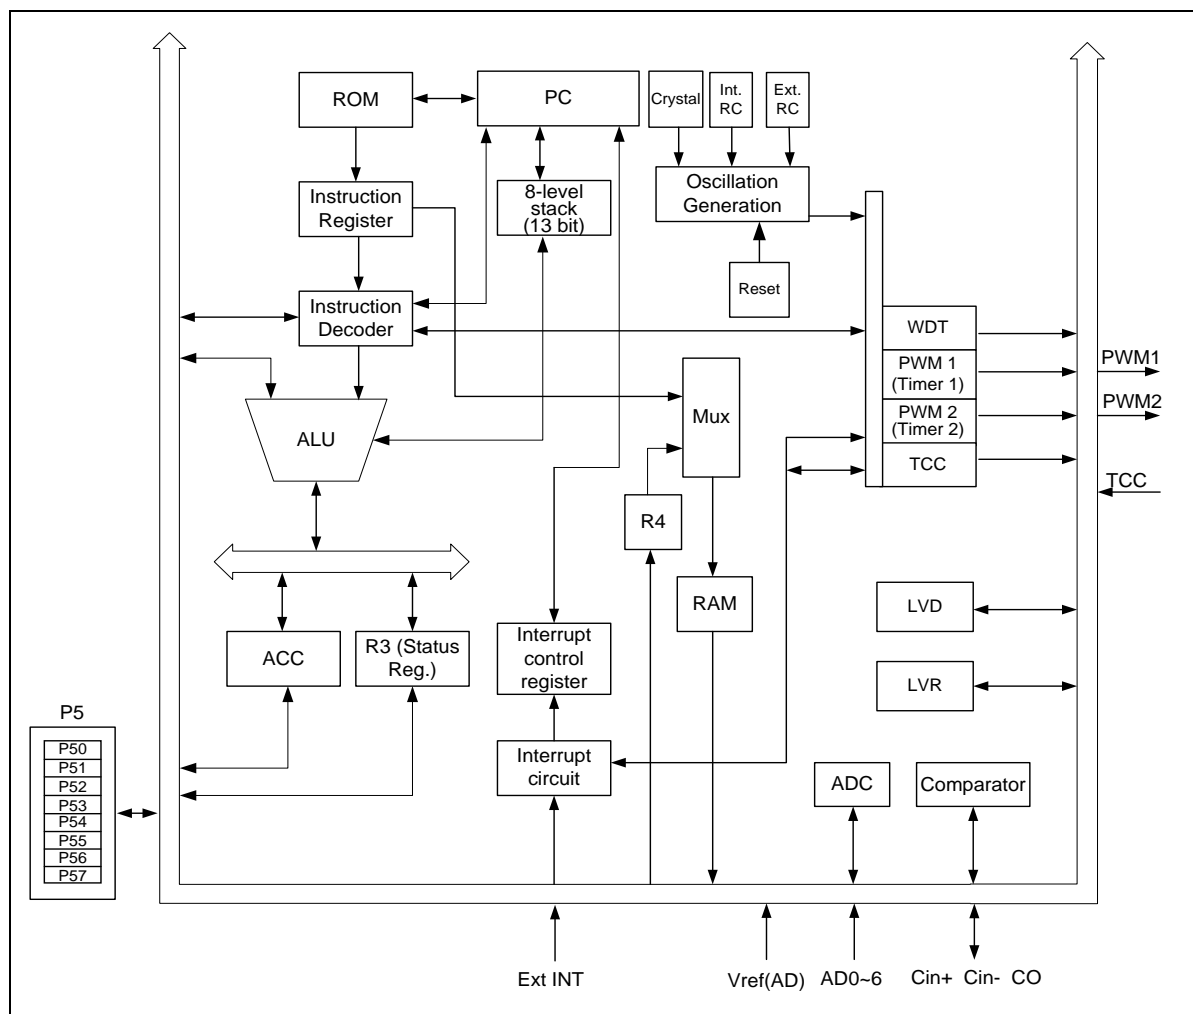 ROM
PC
Crystal
Int.
RC
Ext.
RC
Instruction
Register
8-level
stack
(13 bit)
Oscillation
Generation
Reset
Instruction
Decoder
WDT
PWM 1
(Timer 1)
PWM 2
(Timer 2)
TCC
PWM1
PWM2
TCC
Mux
ALU
R4
RAM
LVD
LVR
ACC
R3 (Status
Reg.)
Interrupt
control
register
Interrupt
circuit
ADC
Comparator
P5
P50
P51
P52
P53
P54
P55
P56
P57
Ext INT
Vref(AD)
AD0~6
Cin+ Cin- CO